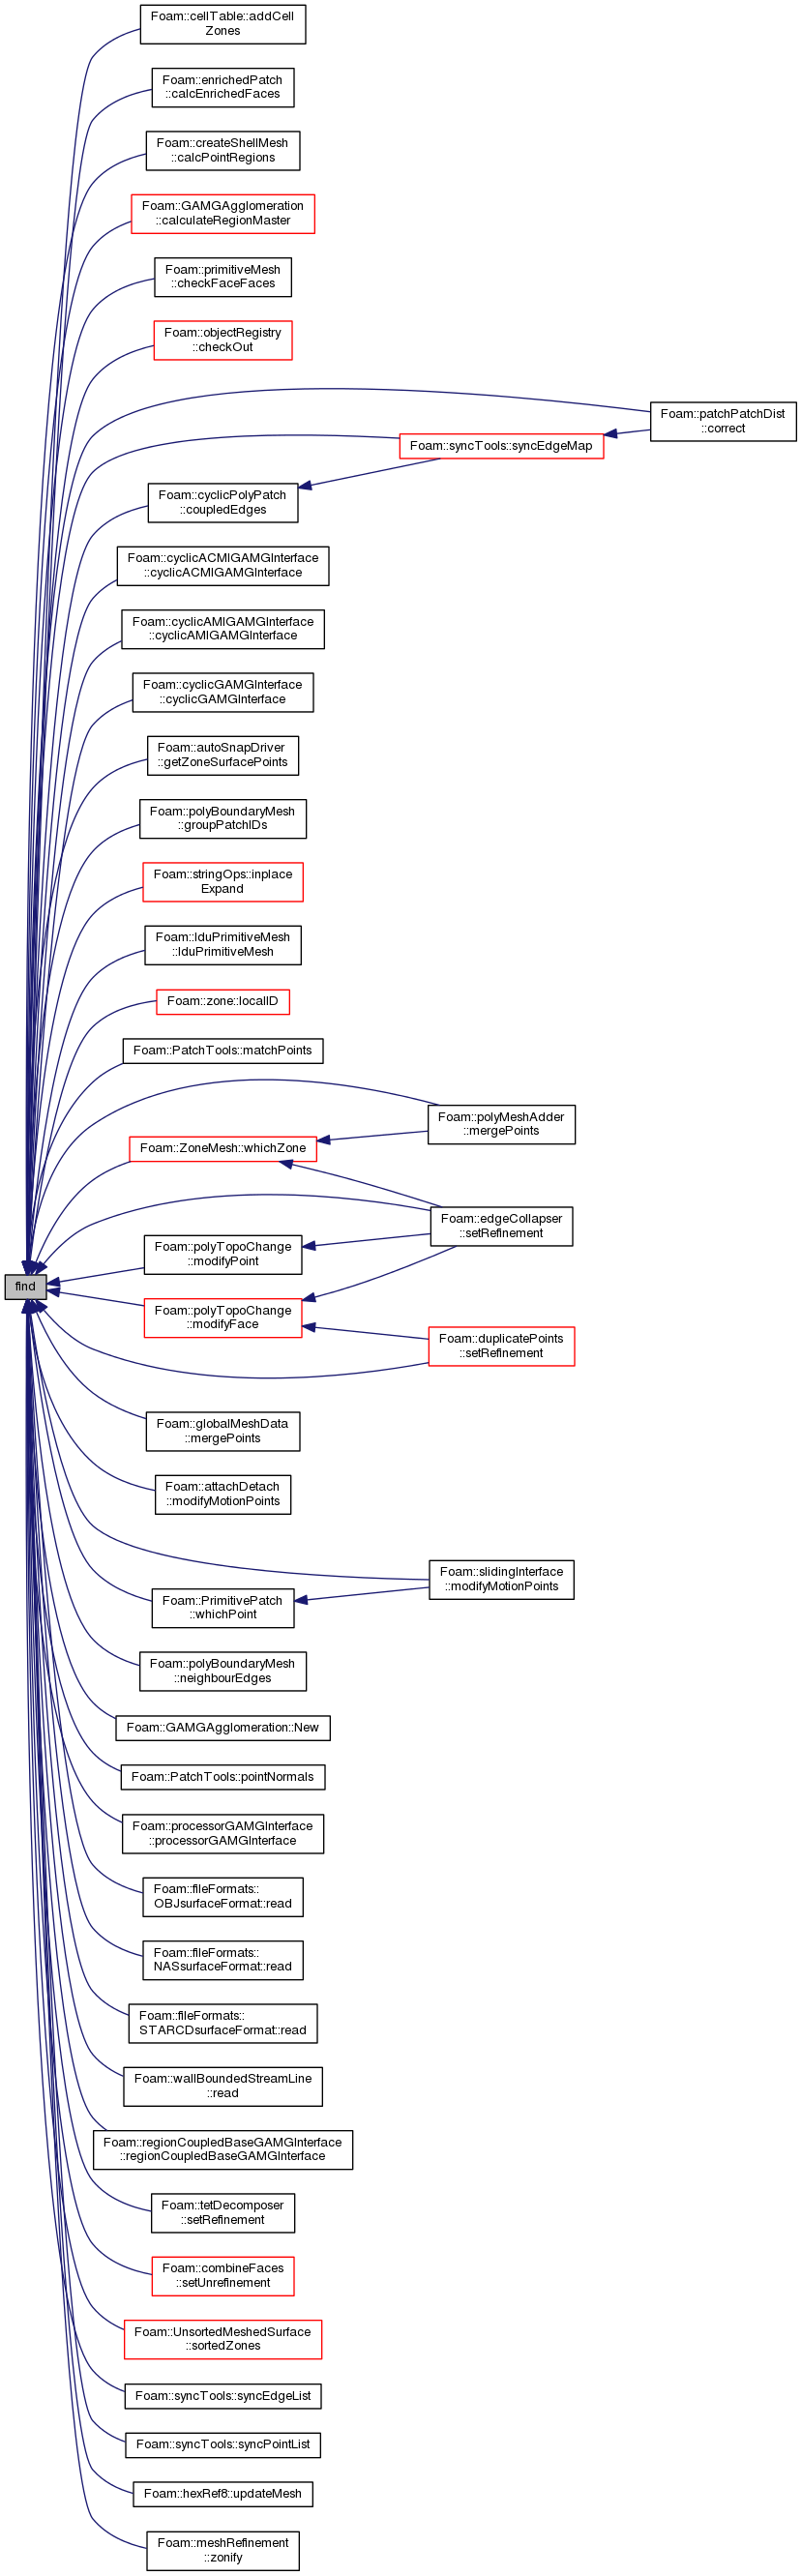 Foam::cellTable::addCell
Zones
Foam::enrichedPatch
::calcEnrichedFaces
Foam::createShellMesh
::calcPointRegions
Foam::GAMGAgglomeration
::calculateRegionMaster
Foam::primitiveMesh
::checkFaceFaces
Foam::objectRegistry
::checkOut
Foam::patchPatchDist
::correct
Foam::syncTools::syncEdgeMap
Foam::cyclicPolyPatch
::coupledEdges
Foam::cyclicACMIGAMGInterface
::cyclicACMIGAMGInterface
Foam::cyclicAMIGAMGInterface
::cyclicAMIGAMGInterface
Foam::cyclicGAMGInterface
::cyclicGAMGInterface
Foam::autoSnapDriver
::getZoneSurfacePoints
Foam::polyBoundaryMesh
::groupPatchIDs
Foam::stringOps::inplace
Expand
Foam::lduPrimitiveMesh
::lduPrimitiveMesh
Foam::zone::localID
Foam::PatchTools::matchPoints
Foam::polyMeshAdder
::mergePoints
Foam::ZoneMesh::whichZone
Foam::edgeCollapser
::setRefinement
Foam::polyTopoChange
::modifyPoint
find
Foam::polyTopoChange
::modifyFace
Foam::duplicatePoints
::setRefinement
Foam::globalMeshData
::mergePoints
Foam::attachDetach
::modifyMotionPoints
Foam::slidingInterface
::modifyMotionPoints
Foam::PrimitivePatch
::whichPoint
Foam::polyBoundaryMesh
::neighbourEdges
Foam::GAMGAgglomeration::New
Foam::PatchTools::pointNormals
Foam::processorGAMGInterface
::processorGAMGInterface
Foam::fileFormats::
OBJsurfaceFormat::read
Foam::fileFormats::
NASsurfaceFormat::read
Foam::fileFormats::
STARCDsurfaceFormat::read
Foam::wallBoundedStreamLine
::read
Foam::regionCoupledBaseGAMGInterface
::regionCoupledBaseGAMGInterface
Foam::tetDecomposer
::setRefinement
Foam::combineFaces
::setUnrefinement
Foam::UnsortedMeshedSurface
::sortedZones
Foam::syncTools::syncEdgeList
Foam::syncTools::syncPointList
Foam::hexRef8::updateMesh
Foam::meshRefinement
::zonify